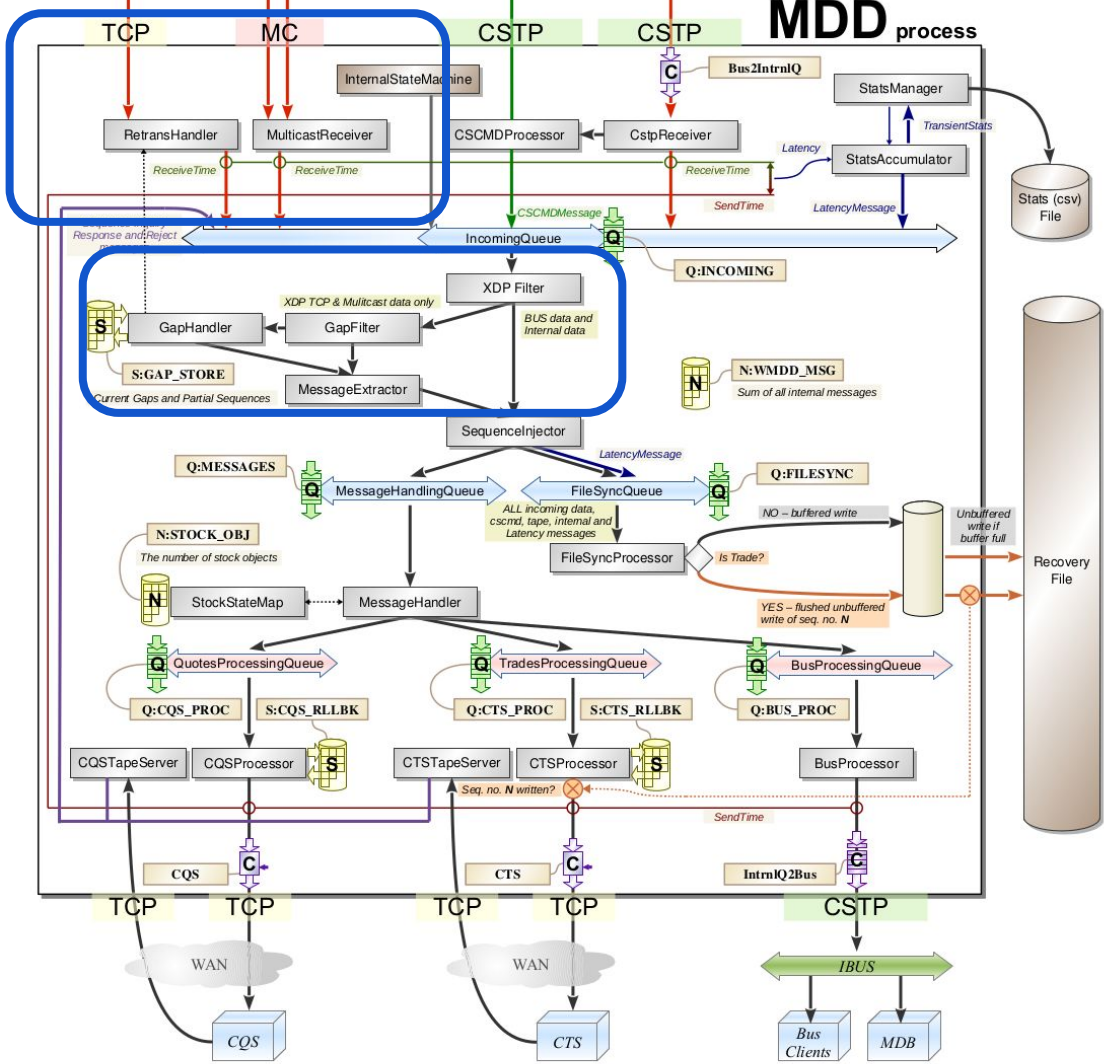 MDD process
TCP
MC
CSTP
CSTP
C
Bus2IntrnlQ
InternalStateMachine
StatsManager
RetransHandler
MulticastReceiver
CSCMDProcessor
CstpReceiver
TransientStats
Latency
StatsAccumulator
ReceiveTime
ReceiveTime
ReceiveTime
SendTime
Stats (csv)
File
CSCMDMessage
LatencyMessage
Response and Reject
IncomingQueue
Q
Q:INCOMING
XDP Filter
XDP TCP & Mulitcast data only
BUS data and
Internal data
S
GapHandler
GapFilter
S:GAP_STORE
MessageExtractor
Current Gaps and Partial Sequences
N
N:WMDD_MSG
Sum of all internal messages
SequenceInjector
LatencyMessage
Q:MESSAGES
Q:FILESYNC
Q
MessageHandlingQueue
FileSyncQueue
Q
ALL incoming data,
cscmd, tape, internal and
Latency messages
NO – buffered write
Unbuffered
write if
buffer full
N:STOCK_OBJ
The number of stock objects
FileSyncProcessor
Is Trade?
Recovery
File
N
StockStateMap
MessageHandler
YES – flushed unbuffered
write of seq. no. N
Q
QuotesProcessingQueue
Q
TradesProcessingQueue
Q
BusProcessingQueue
Q:CQS_PROC
S:CQS_RLLBK
Q:CTS_PROC
S:CTS_RLLBK
Q:BUS_PROC
CQSTapeServer
CQSProcessor
S
CTSTapeServer
CTSProcessor
S
BusProcessor
Seq. no. N written?
SendTime
CQS
C
CTS
C
IntrnlQ2Bus
C
TCP
TCP
TCP
TCP
CSTP
WAN
WAN
IBUS
CQS
CTS
Bus
Clients
MDB